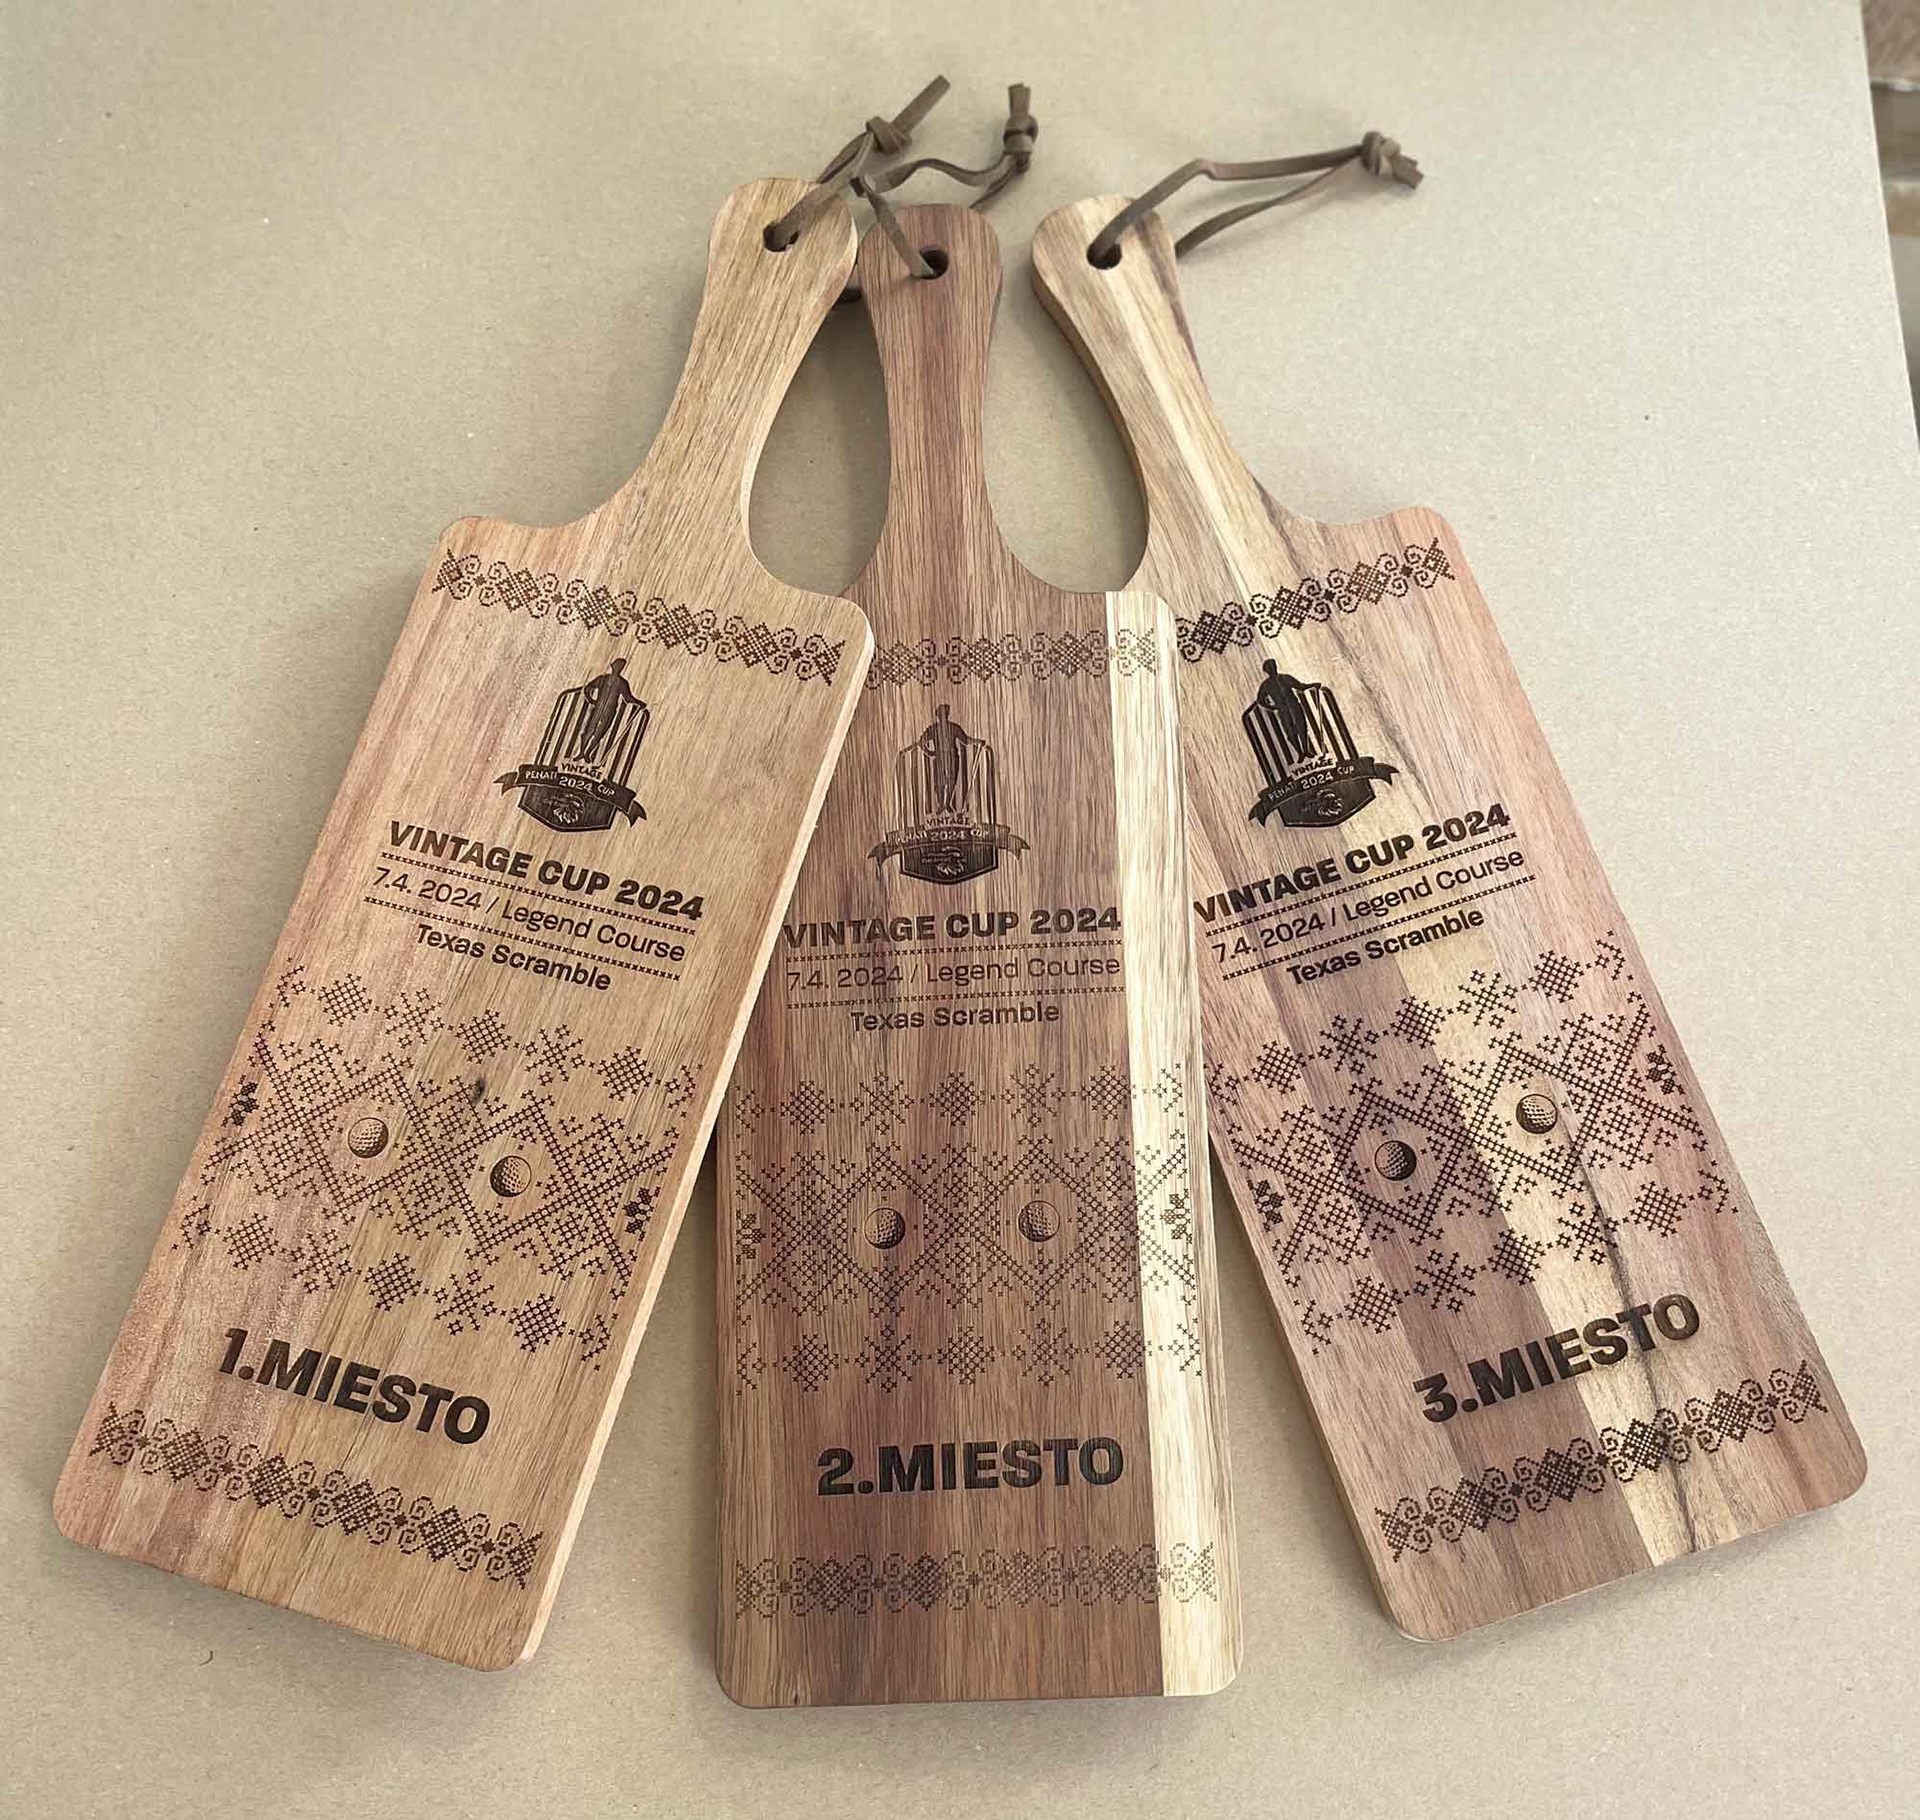 VINTAGE
PENATI 2024 CUP
VINTAGE CUP 2024
7.4. 2024 / Legend Course
Texas Scramble
1.MIESTO
VINTAGE
PENATI 2024 CUP
VINTAGE CUP 2024
7.4. 2024 / Legend Course
Texas Scramble
2.MIESTO
VINTAGE
PENATI 2024 CUP
VINTAGE CUP 2024
7.4. 2024 / Legend Course
Texas Scramble
3.MIESTO